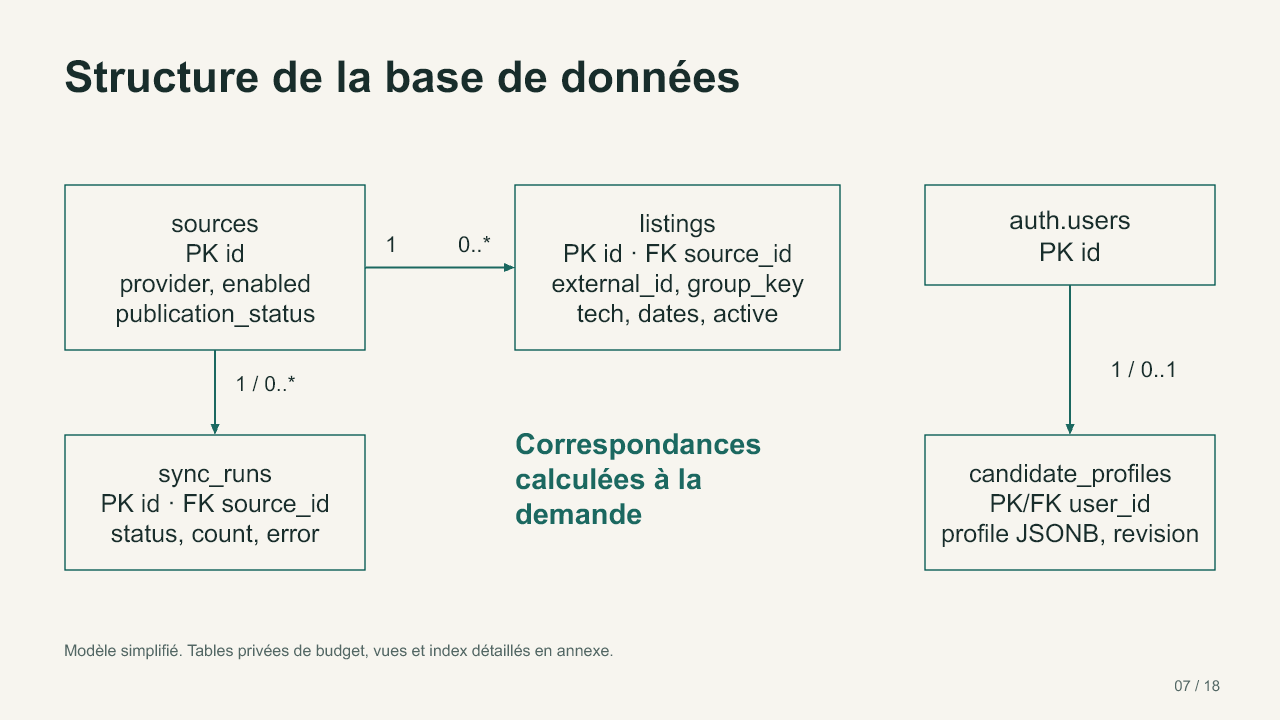 Structure de la base de données
sources
PK id
provider, enabled
publication_status
1
0..*
listings
PK id · FK source_id
external_id, group_key
tech, dates, active
auth.users
PK id
1 / 0..*
1 / 0..1
sync_runs
PK id · FK source_id
status, count, error
Correspondances
calculées à la
demande
candidate_profiles
PK/FK user_id
profile JSONB, revision
Modèle simplifié. Tables privées de budget, vues et index détaillés en annexe.
07 / 18